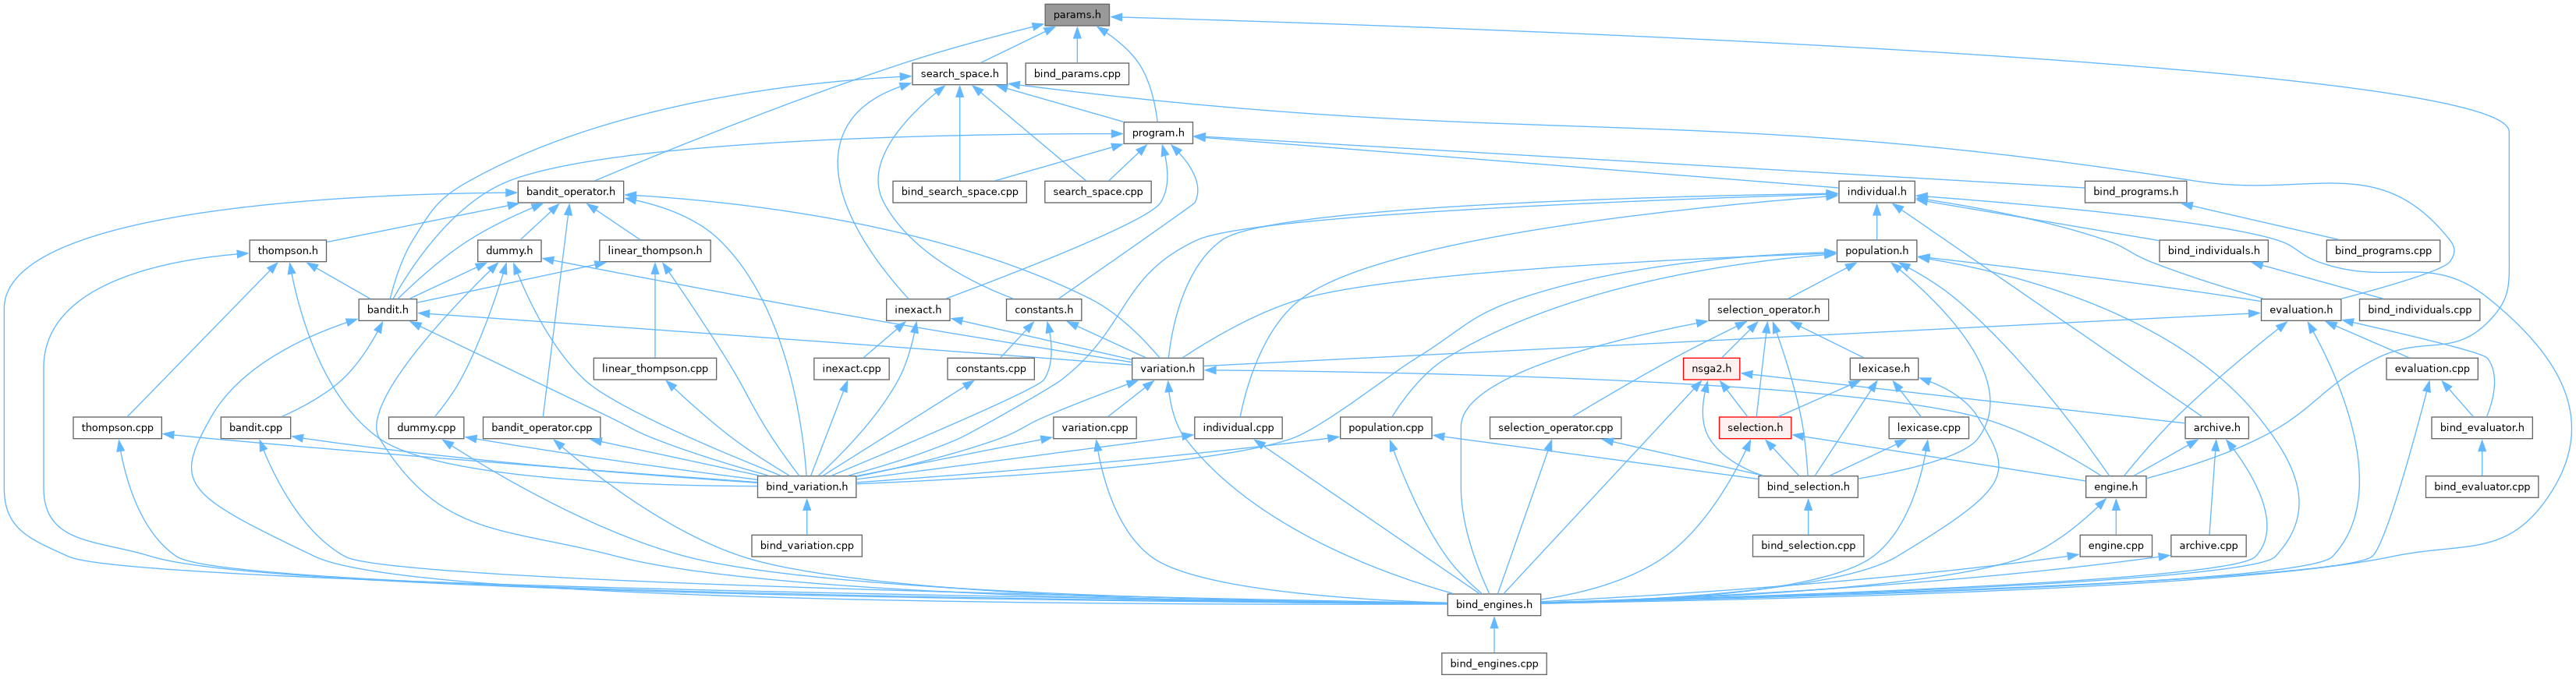 params.h
search_space.h
bind_params.cpp
program.h
bandit_operator.h
bind_search_space.cpp
search_space.cpp
individual.h
bind_programs.h
thompson.h
dummy.h
linear_thompson.h
population.h
bind_individuals.h
bind_programs.cpp
bandit.h
inexact.h
constants.h
selection_operator.h
evaluation.h
bind_individuals.cpp
linear_thompson.cpp
inexact.cpp
constants.cpp
variation.h
nsga2.h
lexicase.h
evaluation.cpp
thompson.cpp
bandit.cpp
dummy.cpp
bandit_operator.cpp
variation.cpp
individual.cpp
population.cpp
selection_operator.cpp
selection.h
lexicase.cpp
archive.h
bind_evaluator.h
bind_variation.h
bind_selection.h
engine.h
bind_evaluator.cpp
bind_variation.cpp
bind_selection.cpp
engine.cpp
archive.cpp
bind_engines.h
bind_engines.cpp